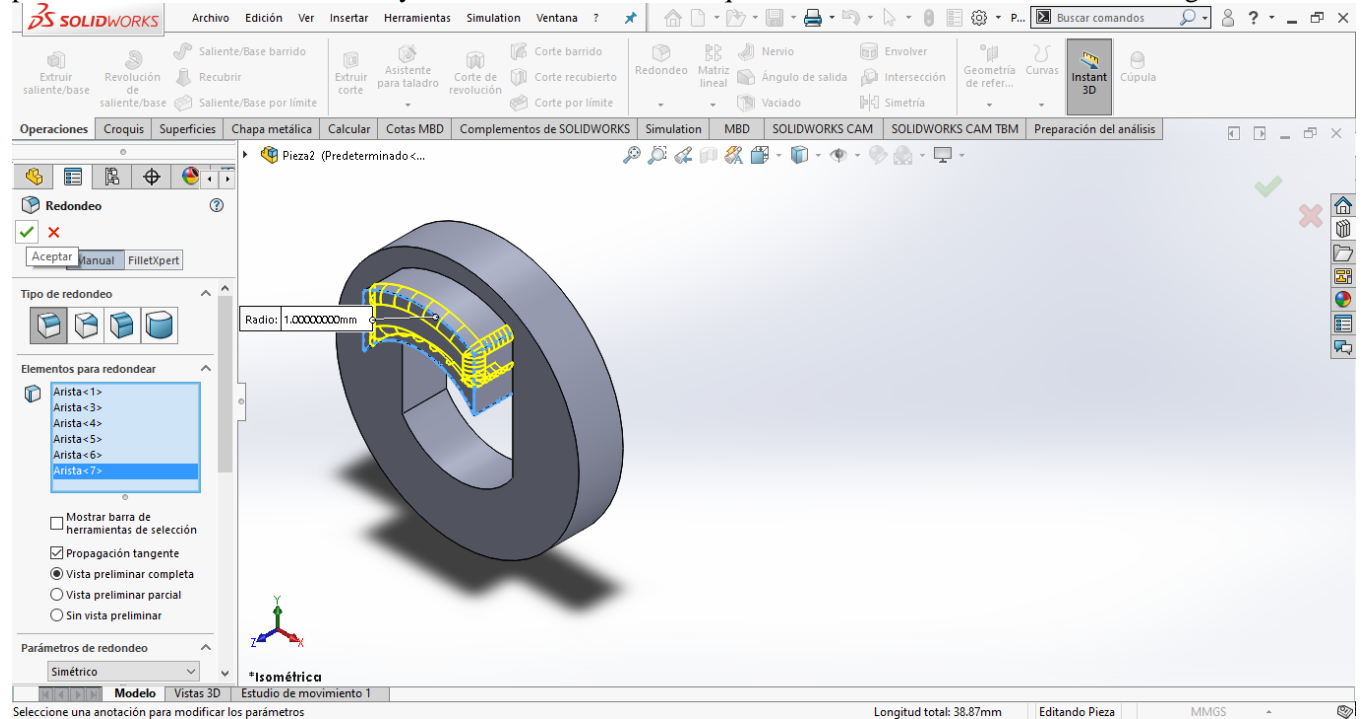 SOLIDWORKS Archivo Edición Ver Insertar Herramientas Simulation Ventana ? P... Buscar comandos ?
Extruir saliente/base
Revolución de saliente/base
Saliente/Base barrido
Recubrir
Saliente/Base por límite
Extruir corte
Asistente para taladro
Corte de revolución
Corte barrido
Corte recubierto
Corte por límite
Redondeo
Matriz lineal
Nervio
Ángulo de salida
Vaciado
Envolver
Intersección
Simetría
Geometría de refer...
Curvas
Instant 3D
Cúpula
Operaciones Croquis Superficies Chapa metálica Calcular Cotas MBD Complementos de SOLIDWORKS Simulation MBD SOLIDWORKS CAM SOLIDWORKS CAM TBM Preparación del análisis
Pieza2 (Predeterminado<...
Redondeo
Aceptar
Manual FilletXpert
Tipo de redondeo
Radio: 1.00000000mm
Elementos para redondear
Arista<1>
Arista<3>
Arista<4>
Arista<5>
Arista<6>
Arista<7>
Mostrar barra de
herramientas de selección
Propagación tangente
Vista preliminar completa
Vista preliminar parcial
Sin vista preliminar
Parámetros de redondeo
Simétrico
Y
Z
X
*Isométrica
Modelo Vistas 3D Estudio de movimiento 1
Seleccione una anotación para modificar los parámetros Longitud total: 38.87mm Editando Pieza MMGS